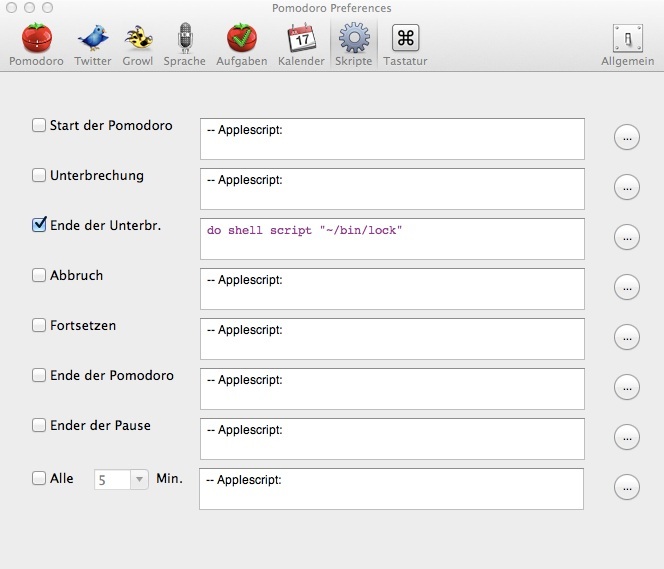 Pomodoro Preferences
Pomodoro Twitter Growl Sprache Aufgaben Kalender Skripte Tastatur Allgemein
17
Start der Pomodoro -- Applescript: ...
Unterbrechung -- Applescript: ...
Ende der Unterbr. do shell script "~/bin/lock" ...
Abbruch -- Applescript: ...
Fortsetzen -- Applescript: ...
Ende der Pomodoro -- Applescript: ...
Ender der Pause -- Applescript: ...
Alle 5 Min. -- Applescript: ...